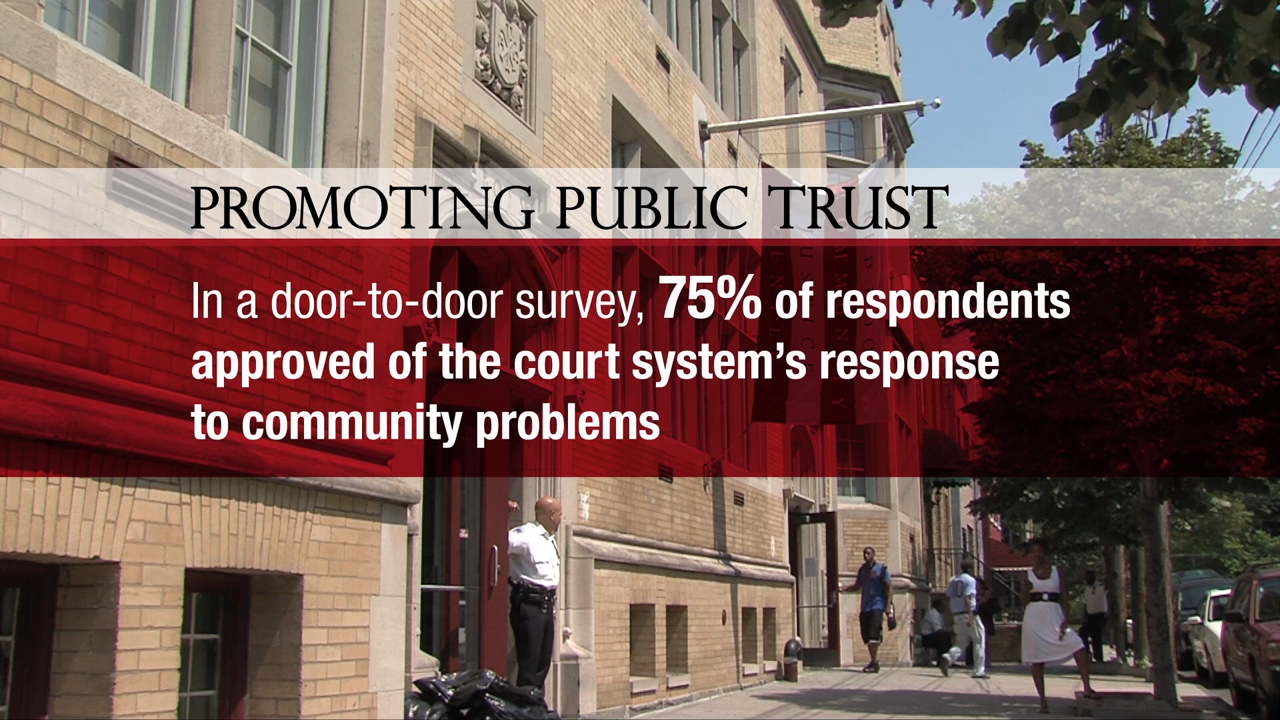 PROMOTING PUBLIC TRUST
In a door-to-door survey, 75% of respondents
approved of the court system's response
to community problems